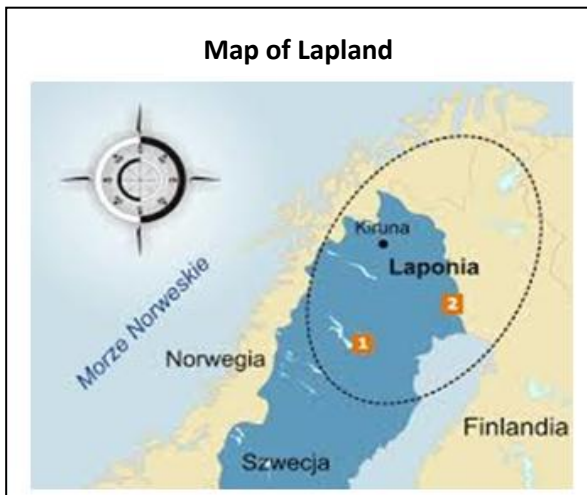 Map of Lapland
Kiruna
Laponia
2
1
Morze Norweskie
Norwegia
Finlandia
Szwecja